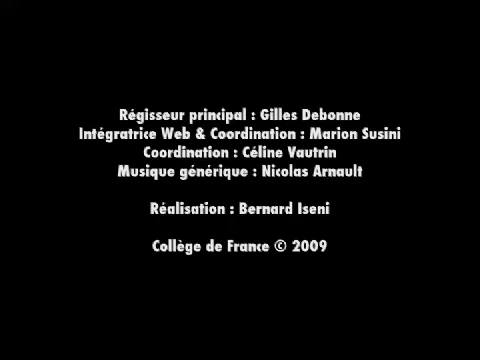 Régisseur principal : Gilles Debonne
Intégratrice Web & Coordination : Marion Susini
Coordination : Céline Vautrin
Musique générique : Nicolas Arnault
Réalisation : Bernard Iseni
Collège de France © 2009